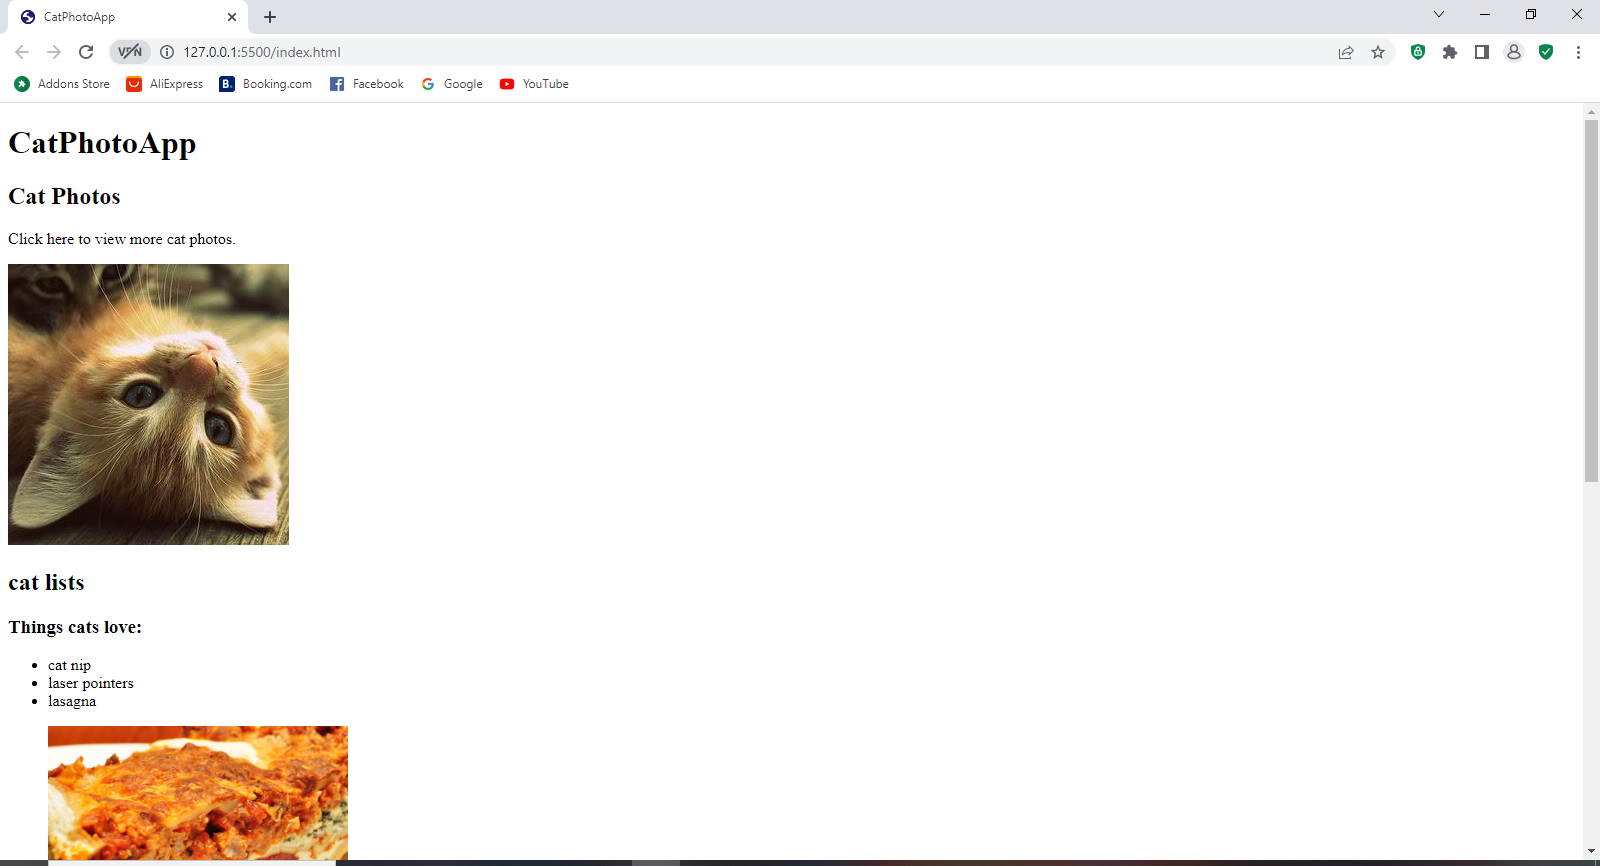 CatPhotoApp
VPN 127.0.0.1:5500/index.html
Addons Store AliExpress B. Booking.com Facebook Google YouTube
CatPhotoApp
Cat Photos
Click here to view more cat photos.
cat lists
Things cats love:
cat nip
laser pointers
lasagna